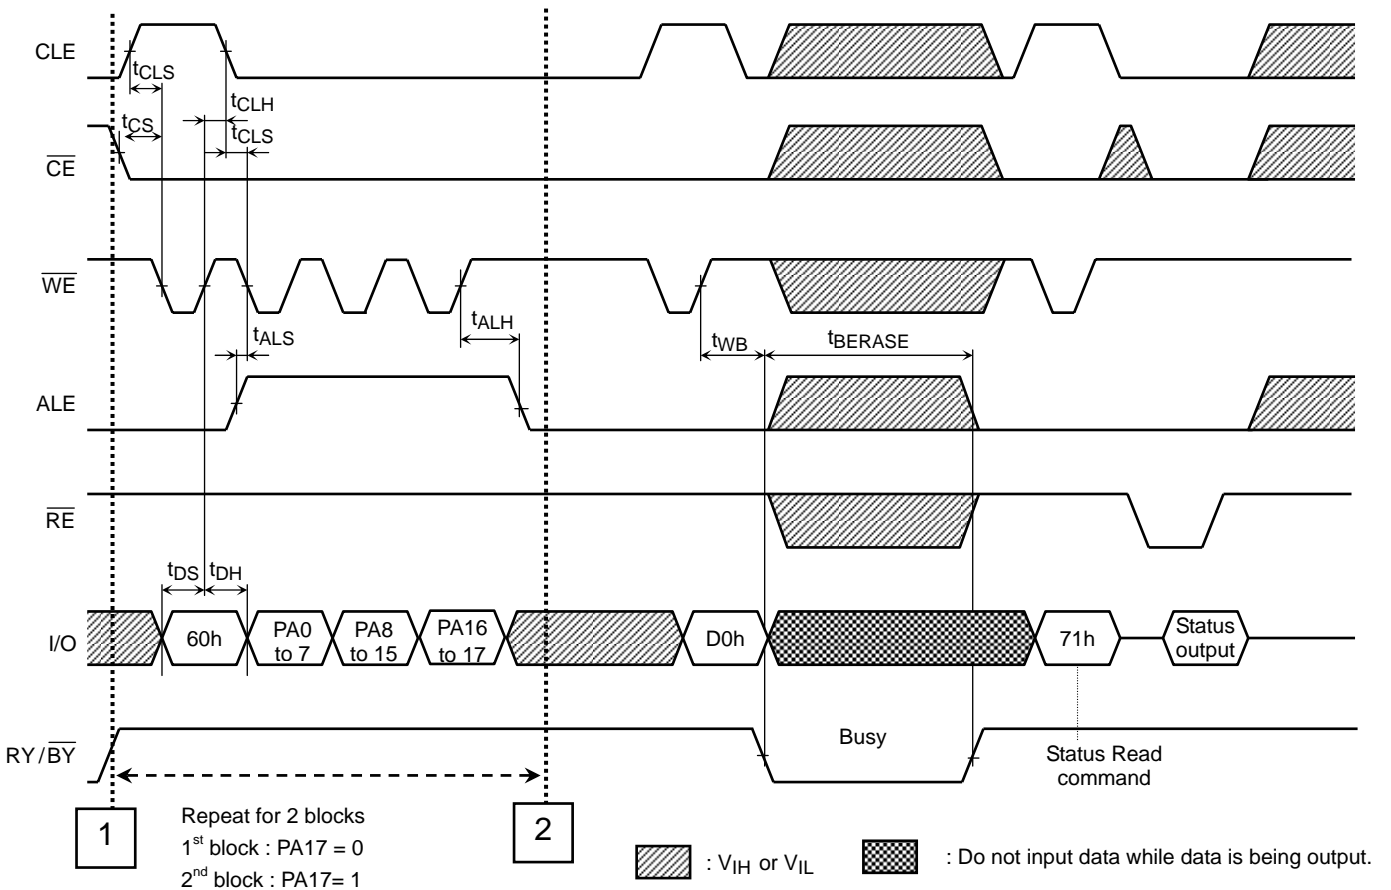 CLE
tCLS
tCLH
tCS
tCLS
CE
WE
tALS
tALH
tWB
tBERASE
ALE
RE
tDS
tDH
I/O
60h
PA0
to 7
PA8
to 15
PA16
to 17
D0h
71h
Status
output
RY/BY
Busy
Status Read
command
1
2
Repeat for 2 blocks
1st block : PA17 = 0
2nd block : PA17= 1
: VIH or VIL
: Do not input data while data is being output.